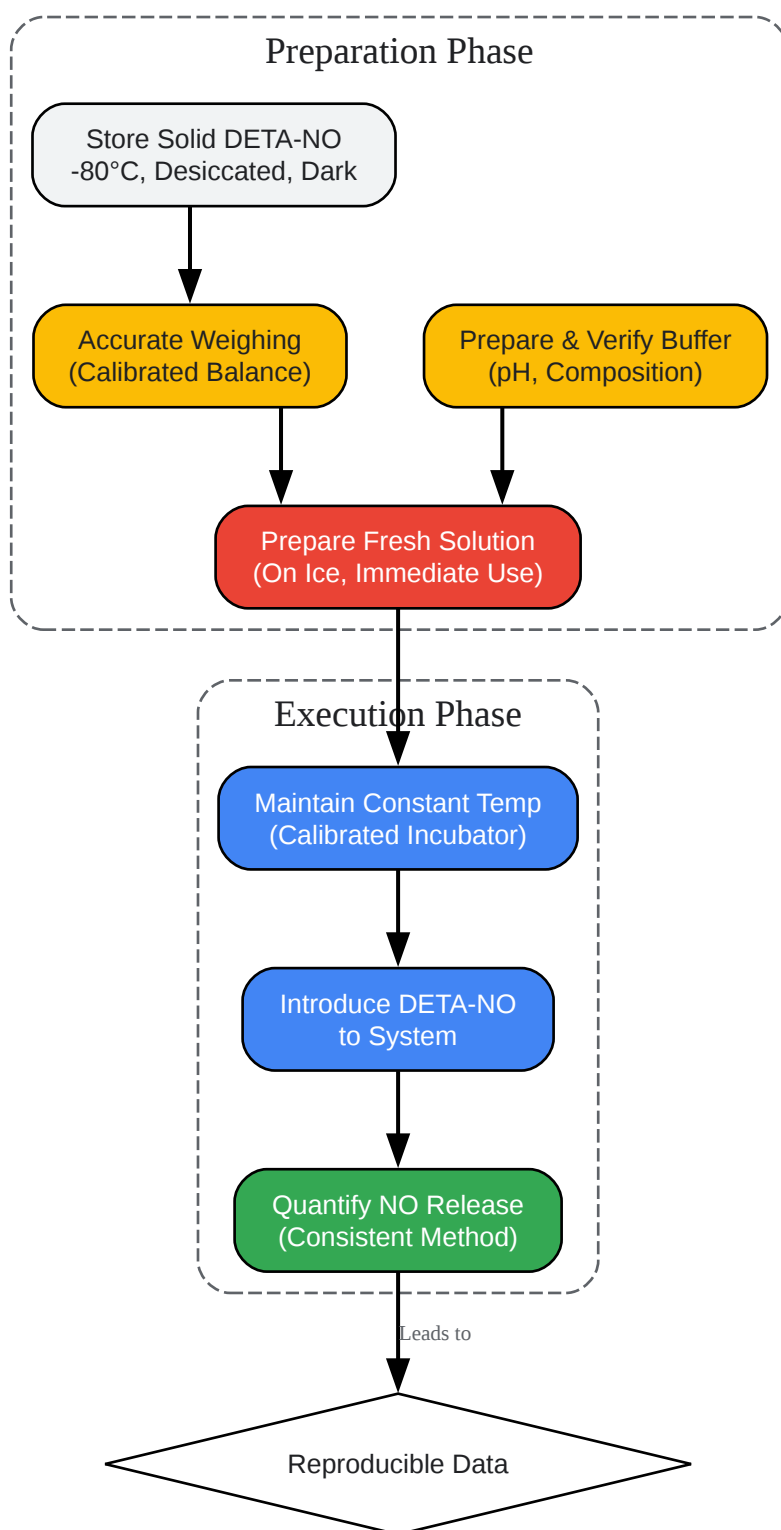 Preparation Phase
Store Solid DETA-NO
-80°C, Desiccated, Dark
Accurate Weighing
(Calibrated Balance)
Prepare & Verify Buffer
(pH, Composition)
Prepare Fresh Solution
(On Ice, Immediate Use)
Execution Phase
Maintain Constant Temp
(Calibrated Incubator)
Introduce DETA-NO
to System
Quantify NO Release
(Consistent Method)
Leads to
Reproducible Data